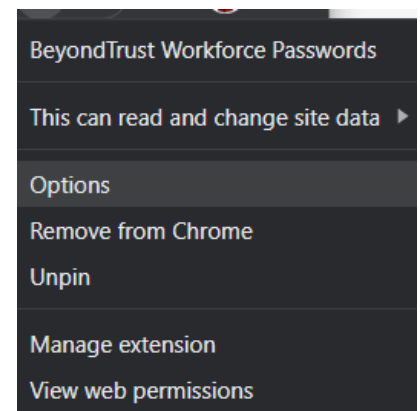 BeyondTrust Workforce Passwords
This can read and change site data
Options
Remove from Chrome
Unpin
Manage extension
View web permissions